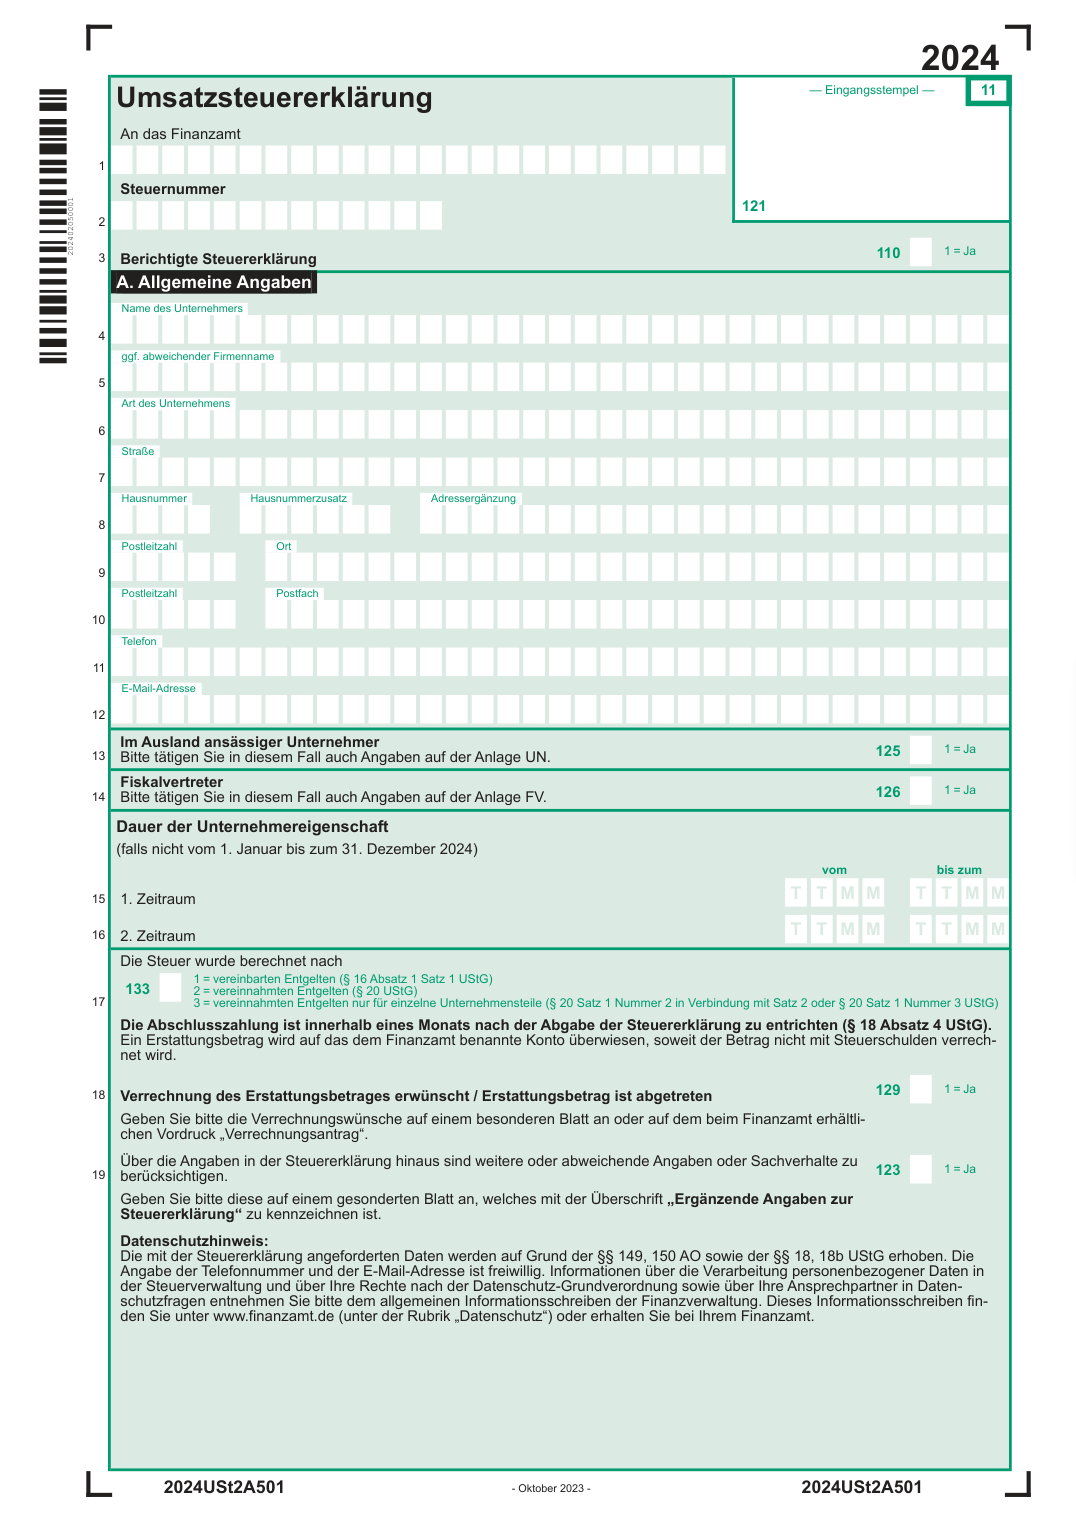 2024
Umsatzsteuererklärung
— Eingangsstempel —
11
An das Finanzamt
1
Steuernummer
121
2
202402050001
3
Berichtigte Steuererklärung
110
1 = Ja
A. Allgemeine Angaben
Name des Unternehmers
4
ggf. abweichender Firmenname
5
Art des Unternehmens
6
Straße
7
Hausnummer
Hausnummerzusatz
Adressergänzung
8
Postleitzahl
Ort
9
Postleitzahl
Postfach
10
Telefon
11
E-Mail-Adresse
12
Im Ausland ansässiger Unternehmer
13
Bitte tätigen Sie in diesem Fall auch Angaben auf der Anlage UN.
125
1 = Ja
Fiskalvertreter
14
Bitte tätigen Sie in diesem Fall auch Angaben auf der Anlage FV.
126
1 = Ja
Dauer der Unternehmereigenschaft
(falls nicht vom 1. Januar bis zum 31. Dezember 2024)
vom
bis zum
15
1. Zeitraum
T T M M
T T M M
16
2. Zeitraum
T T M M
T T M M
Die Steuer wurde berechnet nach
17
133
1 = vereinbarten Entgelten (§ 16 Absatz 1 Satz 1 UStG)
2 = vereinnahmten Entgelten (§ 20 UStG)
3 = vereinnahmten Entgelten nur für einzelne Unternehmensteile (§ 20 Satz 1 Nummer 2 in Verbindung mit Satz 2 oder § 20 Satz 1 Nummer 3 UStG)
Die Abschlusszahlung ist innerhalb eines Monats nach der Abgabe der Steuererklärung zu entrichten (§ 18 Absatz 4 UStG).
Ein Erstattungsbetrag wird auf das dem Finanzamt benannte Konto überwiesen, soweit der Betrag nicht mit Steuerschulden verrech-
net wird.
18
Verrechnung des Erstattungsbetrages erwünscht / Erstattungsbetrag ist abgetreten
129
1 = Ja
Geben Sie bitte die Verrechnungswünsche auf einem besonderen Blatt an oder auf dem beim Finanzamt erhältli-
chen Vordruck „Verrechnungsantrag“.
19
Über die Angaben in der Steuererklärung hinaus sind weitere oder abweichende Angaben oder Sachverhalte zu
berücksichtigen.
123
1 = Ja
Geben Sie bitte diese auf einem gesonderten Blatt an, welches mit der Überschrift „Ergänzende Angaben zur
Steuererklärung“ zu kennzeichnen ist.
Datenschutzhinweis:
Die mit der Steuererklärung angeforderten Daten werden auf Grund der §§ 149, 150 AO sowie der §§ 18, 18b UStG erhoben. Die
Angabe der Telefonnummer und der E-Mail-Adresse ist freiwillig. Informationen über die Verarbeitung personenbezogener Daten in
der Steuerverwaltung und über Ihre Rechte nach der Datenschutz-Grundverordnung sowie über Ihre Ansprechpartner in Daten-
schutzfragen entnehmen Sie bitte dem allgemeinen Informationsschreiben der Finanzverwaltung. Dieses Informationsschreiben fin-
den Sie unter www.finanzamt.de (unter der Rubrik „Datenschutz“) oder erhalten Sie bei Ihrem Finanzamt.
2024USt2A501
- Oktober 2023 -
2024USt2A501